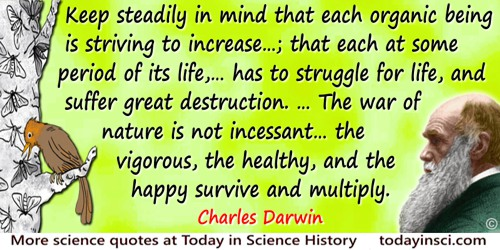 Keep steadily in mind that each organic being
is striving to increase...; that each at some
period of its life,... has to struggle for life, and
suffer great destruction. ... The war of
nature is not incessant... the
vigorous, the healthy, and the
happy survive and multiply.
Charles Darwin
©
More science quotes at Today in Science History todayinsci.com